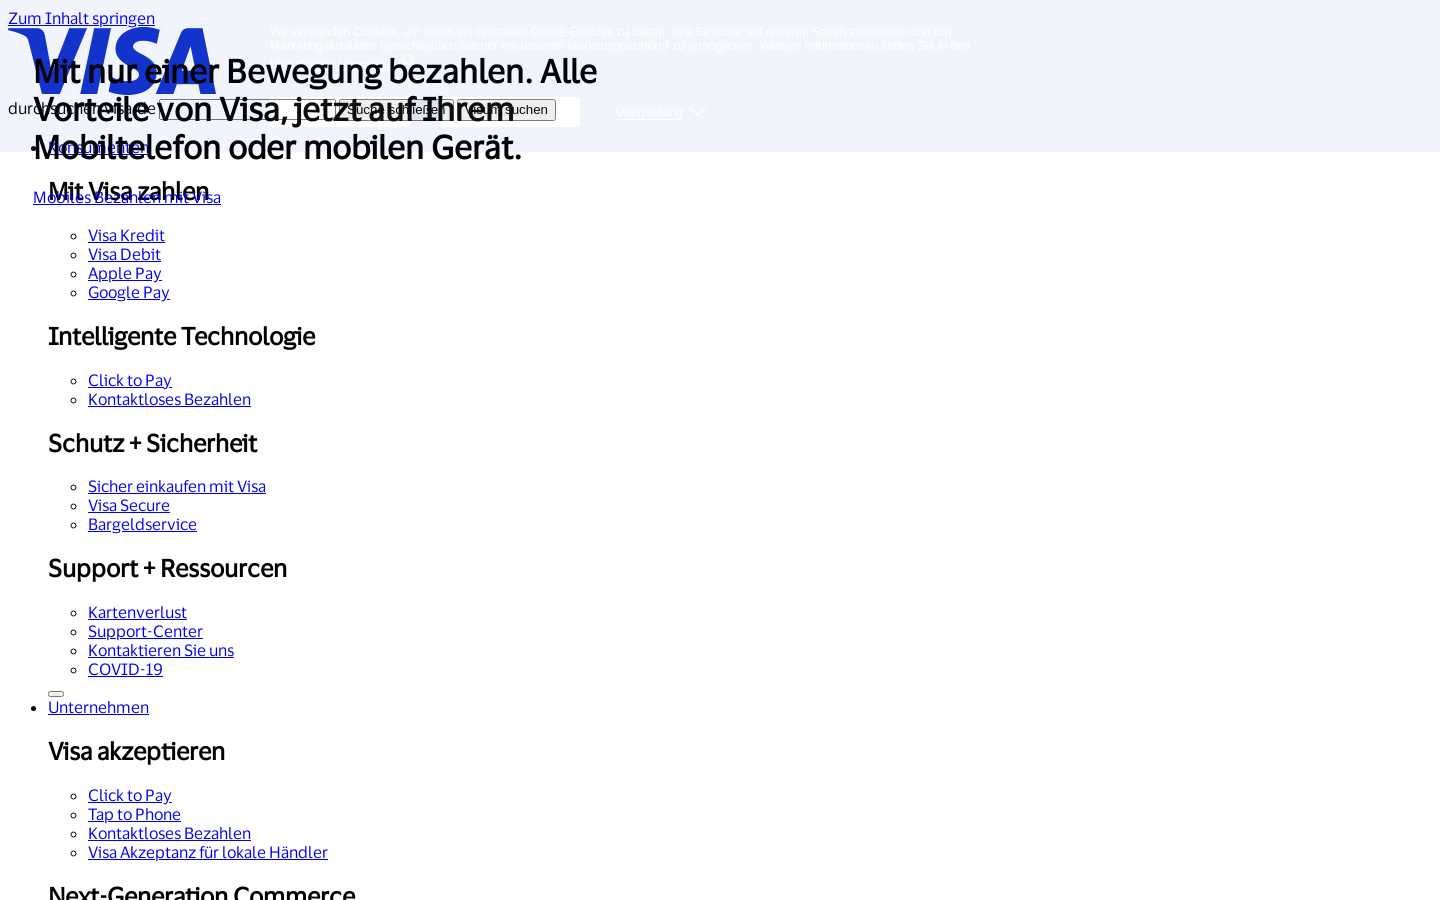 Zum Inhalt springen
VISA
Wir verwenden Cookies, um Ihnen ein optimales Online-Erlebnis zu bieten, Ihre Besuche auf unseren Seiten zu messen und um
Marketingaktivitäten (einschließlich solcher mit unseren Marketingpartnern) zu ermöglichen. Weitere Informationen finden Sie in den
Mit nur einer Bewegung bezahlen. Alle
Vorteile von Visa, jetzt auf Ihrem
Mobiltelefon oder mobilen Gerät.
durchsuchen Visa.de
Suche schließen
Visum suchen
Überprüfung
Konsumenten
Mit Visa zahlen
Mobiles Bezahlen mit Visa
Visa Kredit
Visa Debit
Apple Pay
Google Pay
Intelligente Technologie
Click to Pay
Kontaktloses Bezahlen
Schutz + Sicherheit
Sicher einkaufen mit Visa
Visa Secure
Bargeldservice
Support + Ressourcen
Kartenverlust
Support-Center
Kontaktieren Sie uns
COVID-19
Unternehmen
Visa akzeptieren
Click to Pay
Tap to Phone
Kontaktloses Bezahlen
Visa Akzeptanz für lokale Händler
Next-Generation Commerce